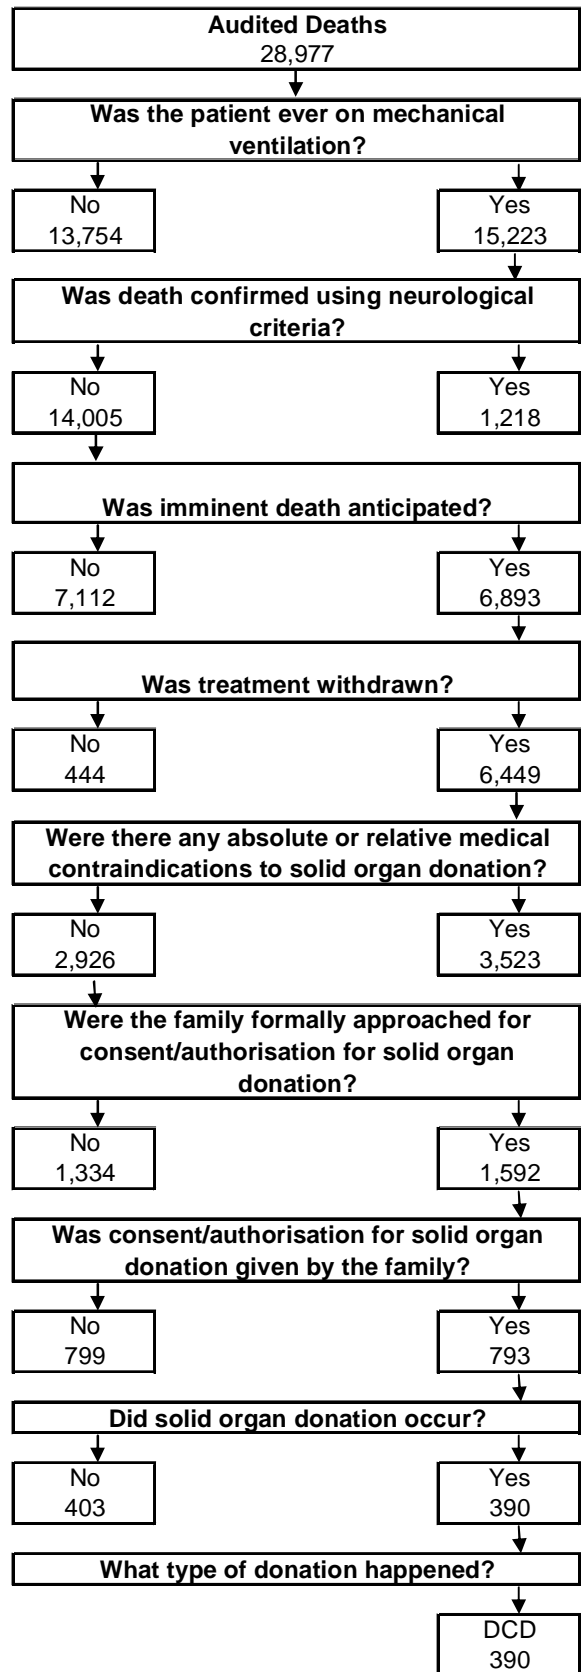 Audited Deaths
28,977
Was the patient ever on mechanical
ventilation?
No
13,754
Yes
15,223
Was death confirmed using neurological
criteria?
No
14,005
Yes
1,218
Was imminent death anticipated?
No
7,112
Yes
6,893
Was treatment withdrawn?
No
444
Yes
6,449
Were there any absolute or relative medical
contraindications to solid organ donation?
No
2,926
Yes
3,523
Were the family formally approached for
consent/authorisation for solid organ
donation?
No
1,334
Yes
1,592
Was consent/authorisation for solid organ
donation given by the family?
No
799
Yes
793
Did solid organ donation occur?
No
403
Yes
390
What type of donation happened?
DCD
390